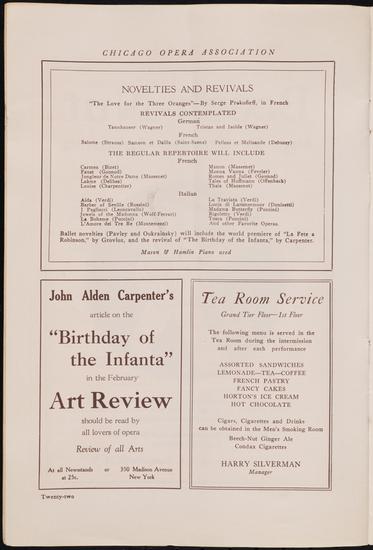 CHICAGO OPERA ASSOCIATION
NOVELTIES AND REVIVALS
"The Love for the Three Oranges"—By Serge Prokofieff, in French
REVIVALS CONTEMPLATED
German
Tannhauser (Wagner) Tristan and Isolde (Wagner)
French
Salome (Strauss) Samson et Dalila (Saint-Saens) Pelleas et Melisande (Debussy)
THE REGULAR REPERTOIRE WILL INCLUDE
French
Carmen (Bizet)
Faust (Gounod)
Jongleur de Notre Dame (Massenet)
Lakme (Delibes)
Louise (Charpentier)
Manon (Massenet)
Monna Vanna (Fevrier)
Romeo and Juliet (Gounod)
Tales of Hoffmann (Offenbach)
Thais (Massenet)
Italian
Aida (Verdi)
Barber of Seville (Rossini)
I Pagliacci (Leoncavallo)
Jewels of the Madonna (Wolf-Ferrari)
La Boheme (Puccini)
L'Amore dei Tre Re (Montemezzi)
La Traviata (Verdi)
Lucia di Lammermoor (Donizetti)
Madama Butterfly (Puccini)
Rigoletto (Verdi)
Tosca (Puccini)
And Other Favorite Operas.
Ballet novelties (Pavley and Oukrainsky) will include the world premiere of "La Fete a
Robinson," by Grovlez, and the revival of "The Birthday of the Infanta," by Carpenter.
Mason & Hamlin Piano used
John Alden Carpenter's
article on the
"Birthday of
the Infanta"
in the February
Art Review
should be read by
all lovers of opera
Review of all Arts
At all Newsstands or 350 Madison Avenue
at 25c. New York
Tea Room Service
Grand Tier Floor—1st Floor
The following menu is served in the
Tea Room during the intermission
and after each performance
ASSORTED SANDWICHES
LEMONADE—TEA—COFFEE
FRENCH PASTRY
FANCY CAKES
HORTON'S ICE CREAM
HOT CHOCOLATE
Cigars, Cigarettes and Drinks
can be obtained in the Men's Smoking Room
Beech-Nut Ginger Ale
Condax Cigarettes
HARRY SILVERMAN
Manager
Twenty-two